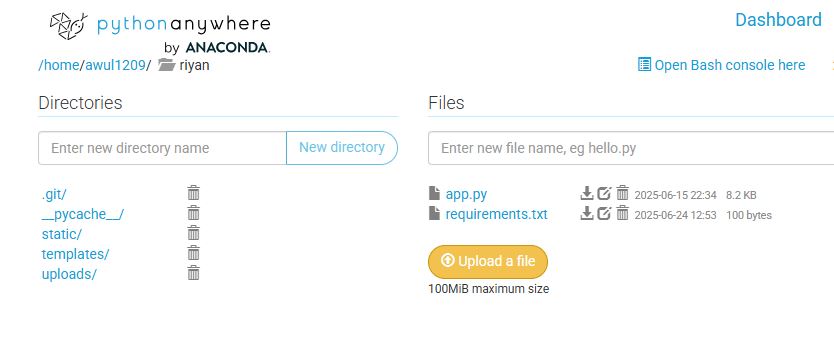 pythonanywhere
by ANACONDA.
Dashboard
/home/awul1209/ riyan
Open Bash console here
Directories
Enter new directory name
New directory
.git/
__pycache__/
static/
templates/
uploads/
Files
Enter new file name, eg hello.py
app.py 2025-06-15 22:34 8.2 KB
requirements.txt 2025-06-24 12:53 100 bytes
Upload a file
100MiB maximum size